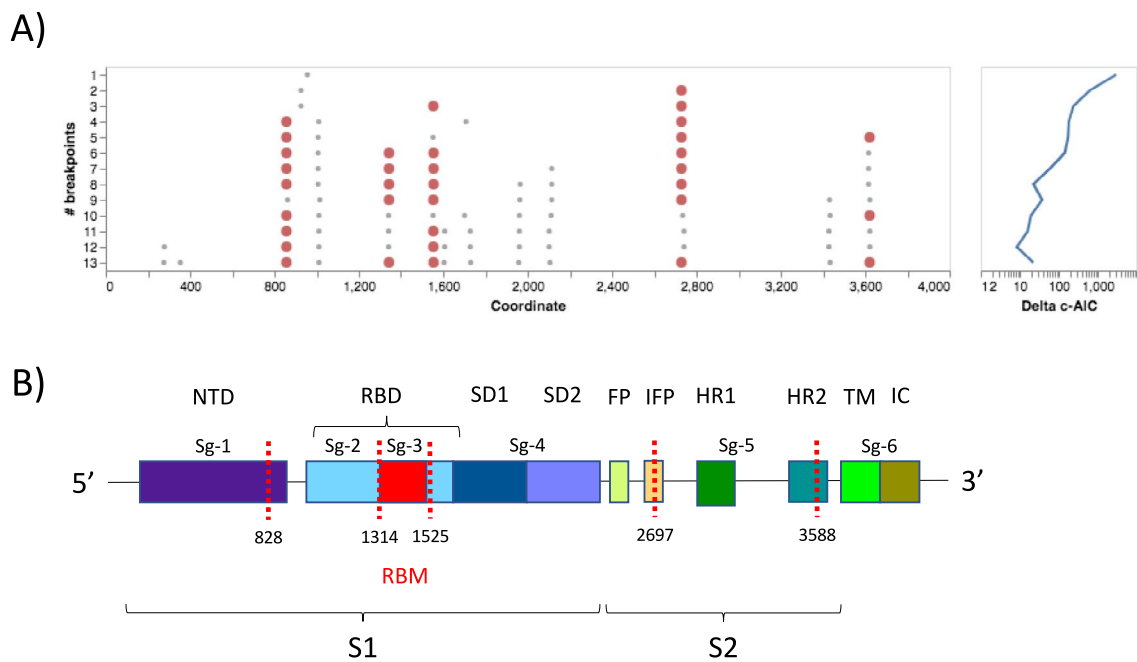 A)
# breakpoints
1
2
3
4
5
6
7
8
9
10
11
12
13
0 400 800 1,200 1,600 2,000 2,400 2,800 3,200 3,600 4,000
Coordinate
12 10 100 1,000
Delta c-AIC
B)
NTD RBD SD1 SD2 FP IFP HR1 HR2 TM IC
Sg-1 Sg-2 Sg-3 Sg-4 Sg-5 Sg-6
5’ 3’
828 1314 1525 2697 3588
RBM
S1 S2